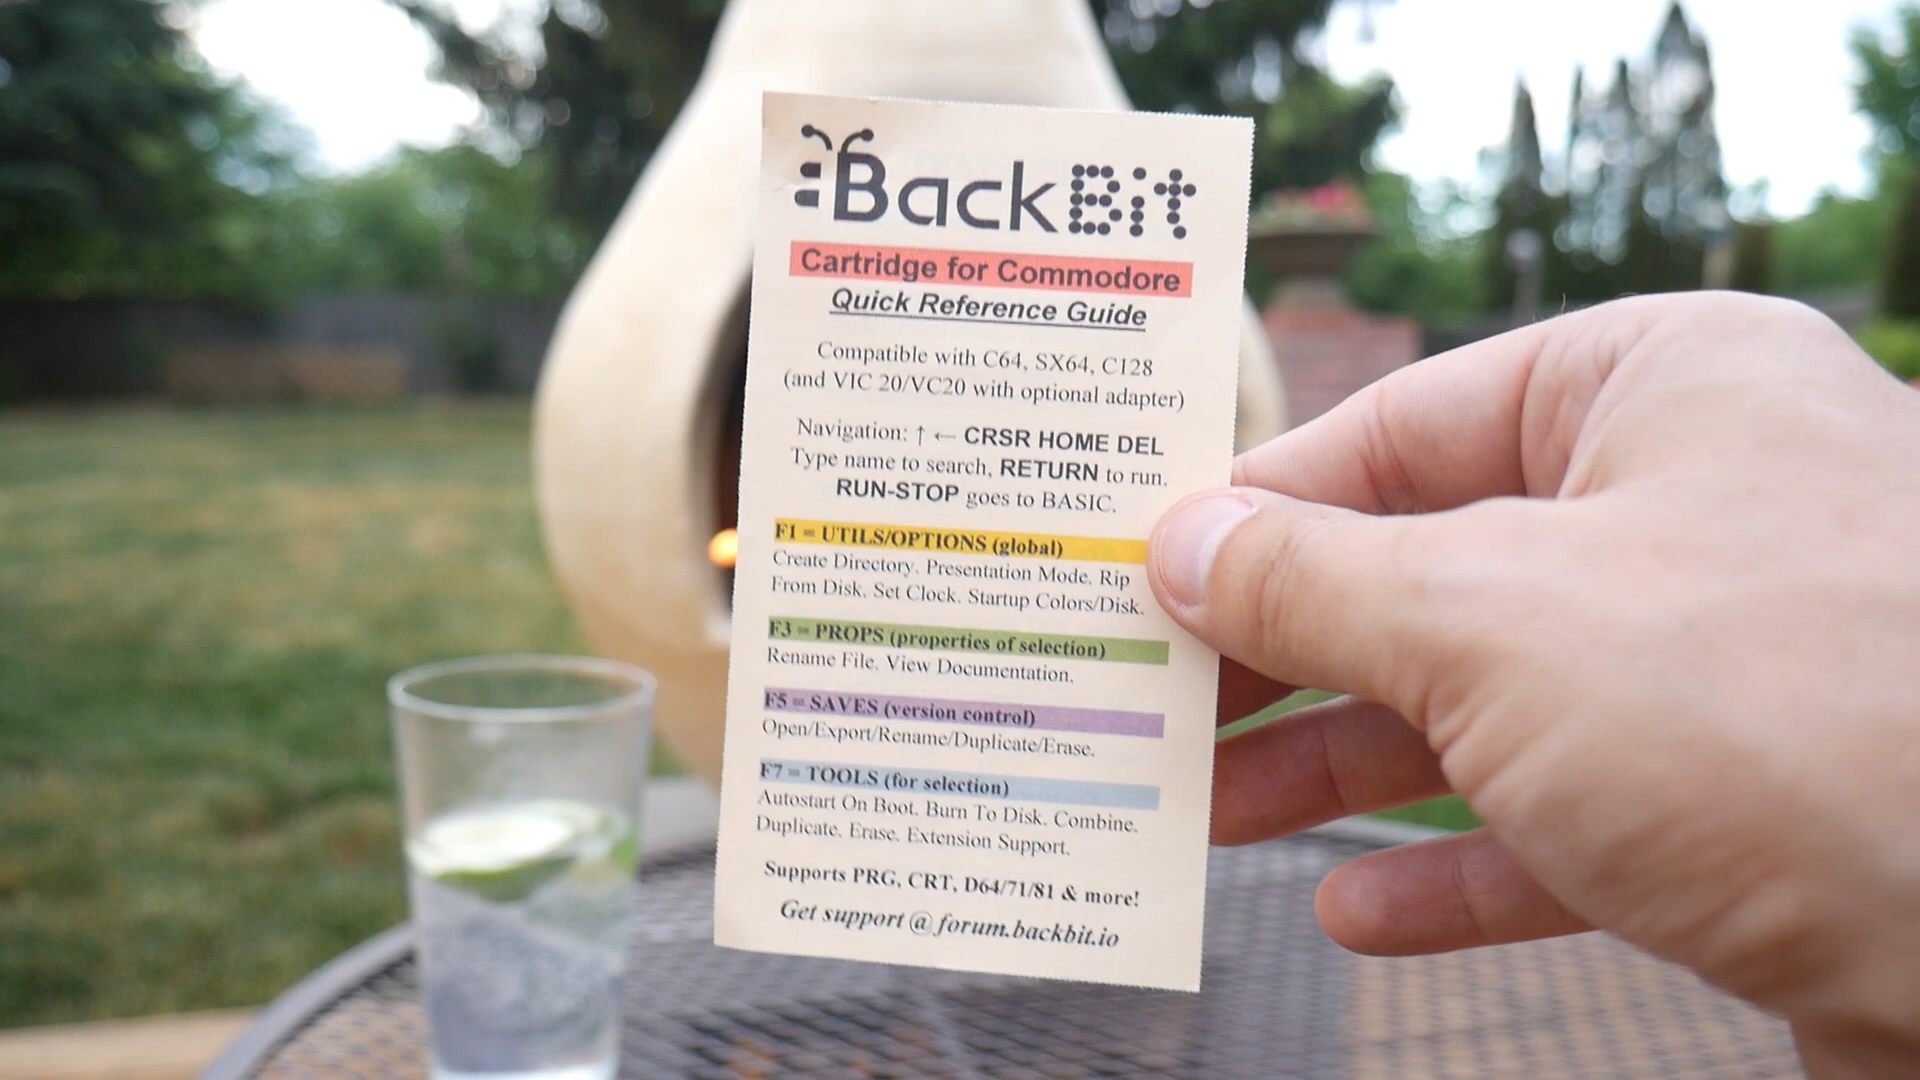 BackBit
Cartridge for Commodore
Quick Reference Guide
Compatible with C64, SX64, C128
(and VIC 20/VC20 with optional adapter)
Navigation: ↑ ← CRSR HOME DEL
Type name to search, RETURN to run.
RUN-STOP goes to BASIC.
F1 = UTILS/OPTIONS (global)
Create Directory. Presentation Mode. Rip
From Disk. Set Clock. Startup Colors/Disk.
F3 = PROPS (properties of selection)
Rename File. View Documentation.
F5 = SAVES (version control)
Open/Export/Rename/Duplicate/Erase.
F7 = TOOLS (for selection)
Autostart On Boot. Burn To Disk. Combine.
Duplicate. Erase. Extension Support.
Supports PRG, CRT, D64/71/81 & more!
Get support @ forum.backbit.io